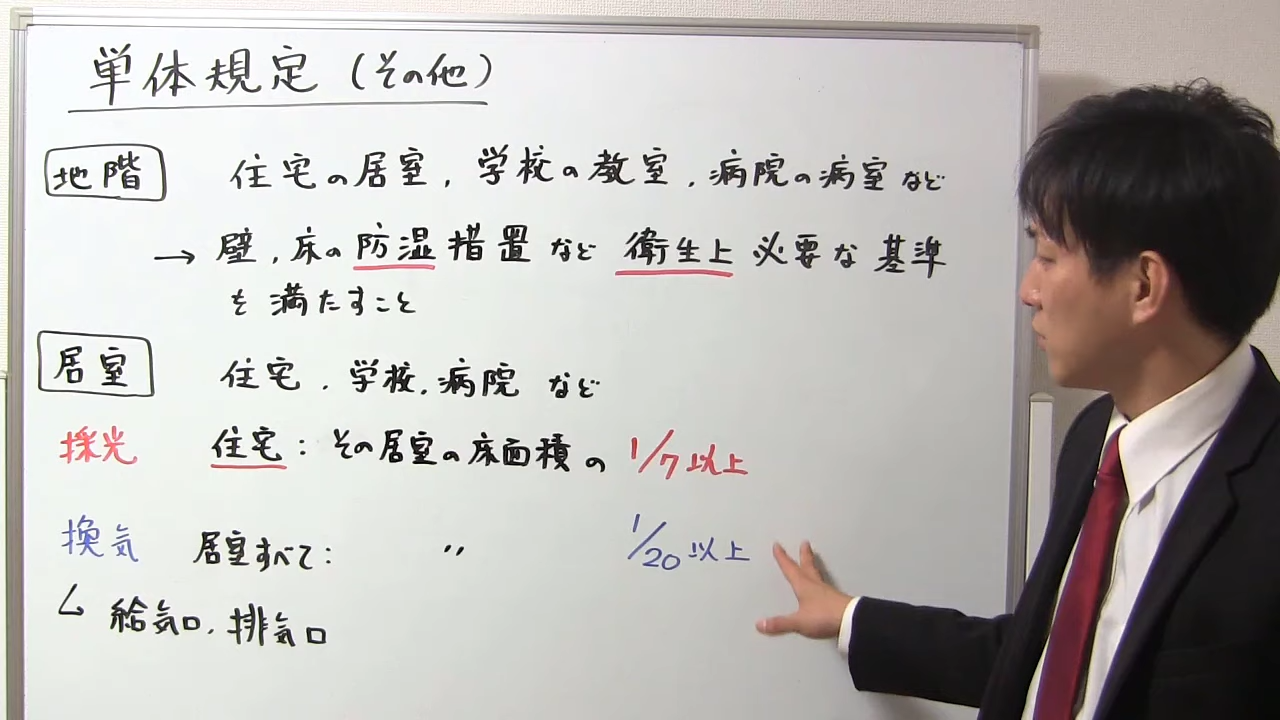 単体規定（その他）
地階 住宅の居室，学校の教室，病院の病室など
→ 壁，床の防湿措置など 衛生上 必要な基準
を満たすこと
居室 住宅，学校，病院 など
採光 住宅：その居室の床面積の 1/7以上
換気 居室すべて： 〃 1/20以上
↳ 給気口，排気口